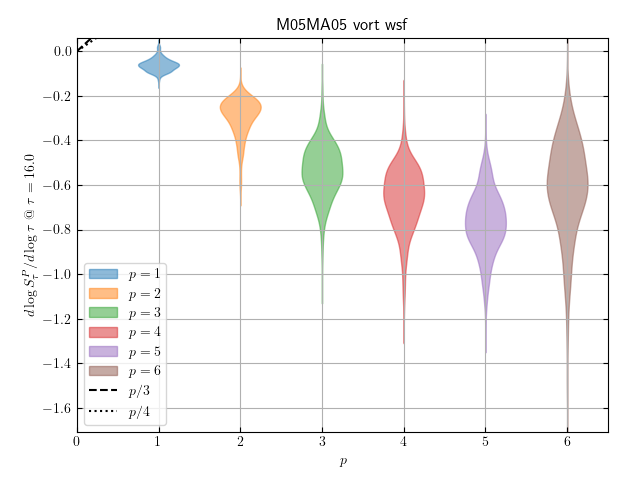 M05MA05 vort wsf
0.0
−0.2
−0.4
−0.6
−0.8
−1.0
−1.2
−1.4
−1.6
d log S_τ^p / d log τ @ τ = 16.0
p = 1
p = 2
p = 3
p = 4
p = 5
p = 6
p/3
p/4
0 1 2 3 4 5 6
p